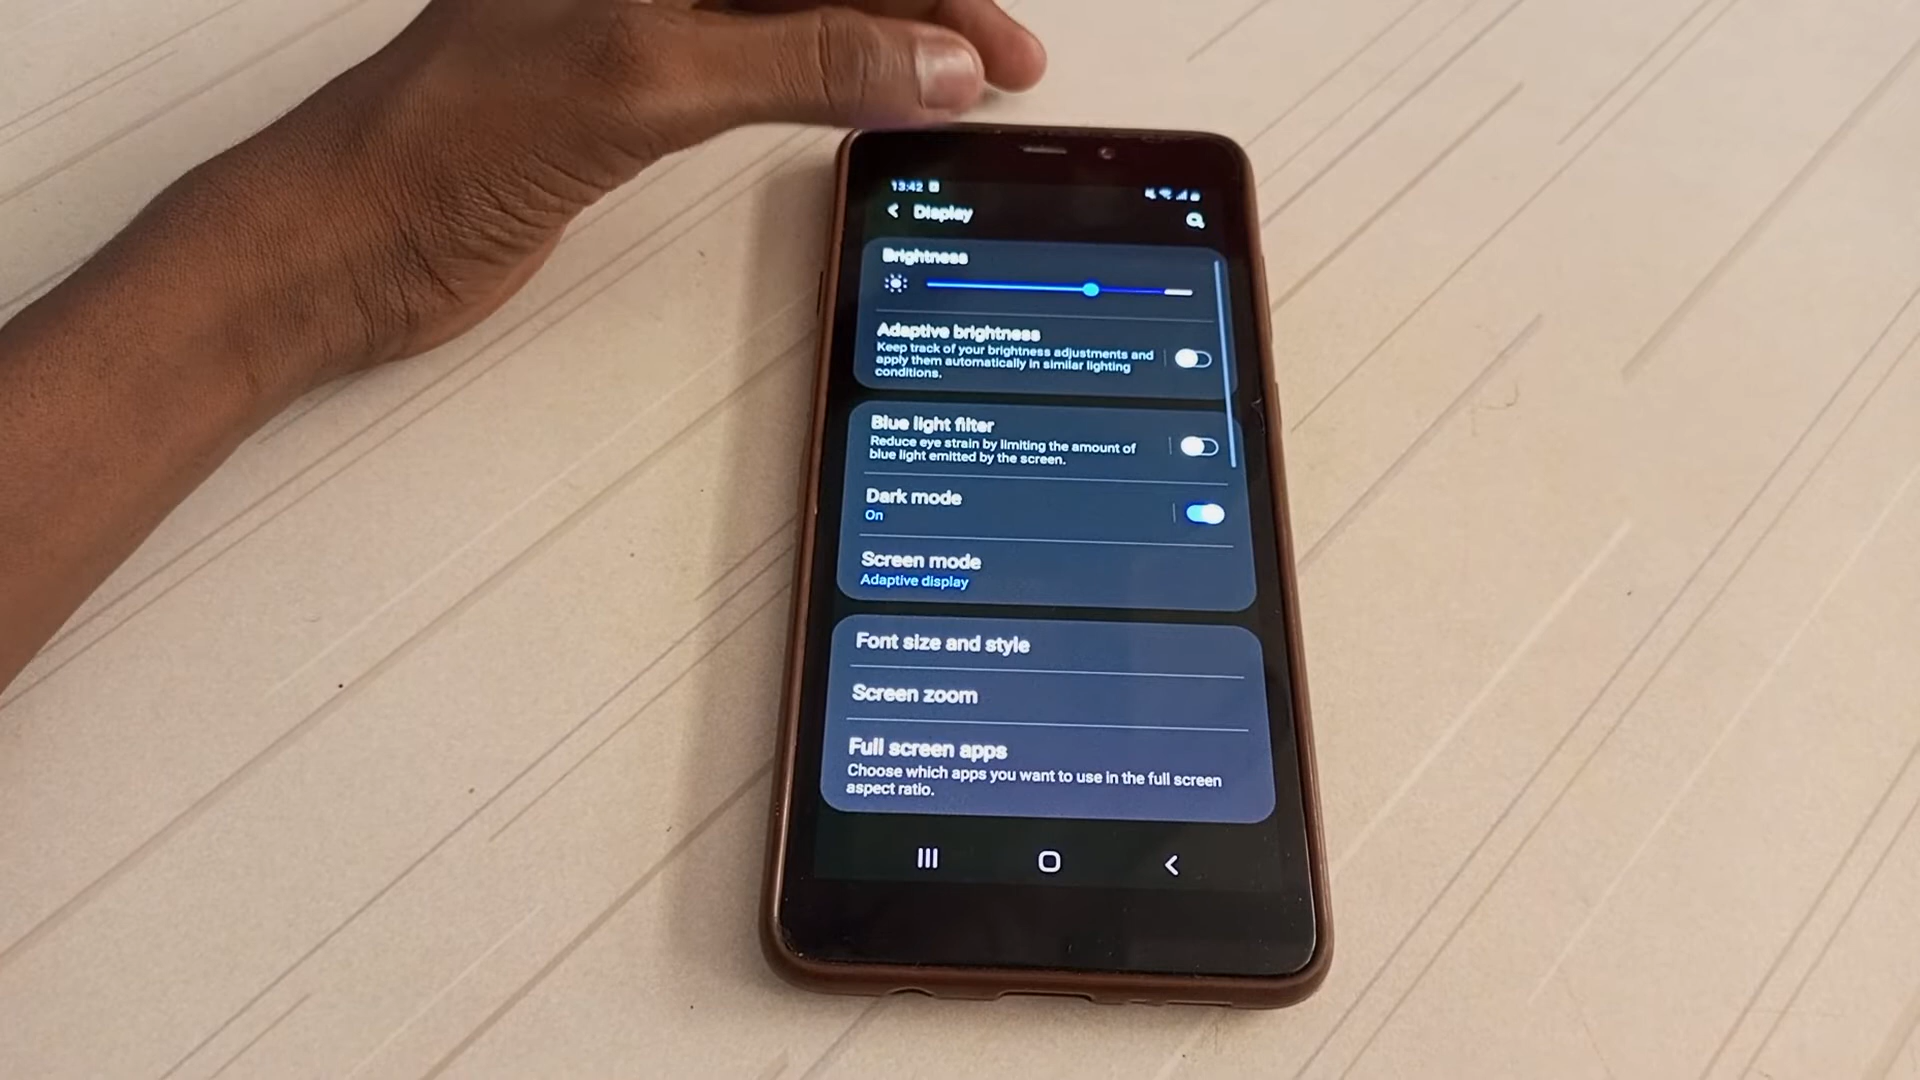 13:42
Display
Brightness
Adaptive brightness
Keep track of your brightness adjustments and
apply them automatically in similar lighting
conditions.
Blue light filter
Reduce eye strain by limiting the amount of
blue light emitted by the screen.
Dark mode
On
Screen mode
Adaptive display
Font size and style
Screen zoom
Full screen apps
Choose which apps you want to use in the full screen
aspect ratio.